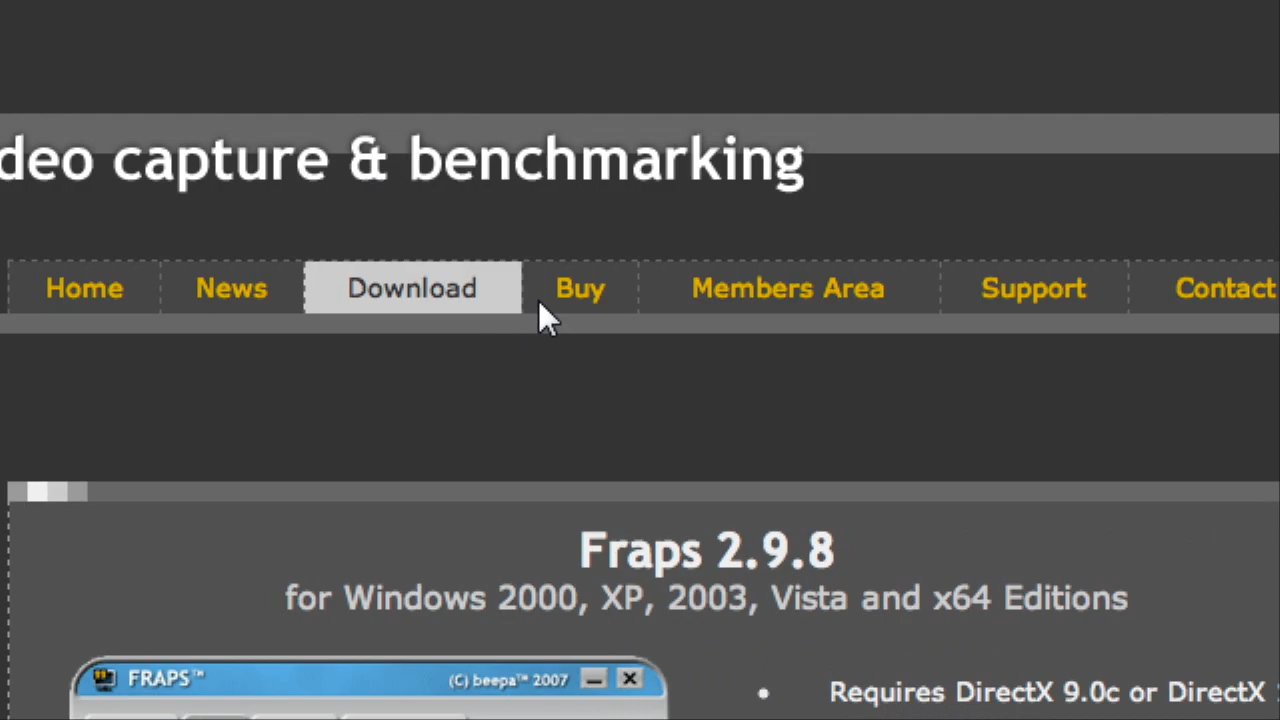 deo capture & benchmarking
Home News Download Buy Members Area Support Contact
Fraps 2.9.8
for Windows 2000, XP, 2003, Vista and x64 Editions
FRAPS™ (C) beepa™ 2007
• Requires DirectX 9.0c or DirectX